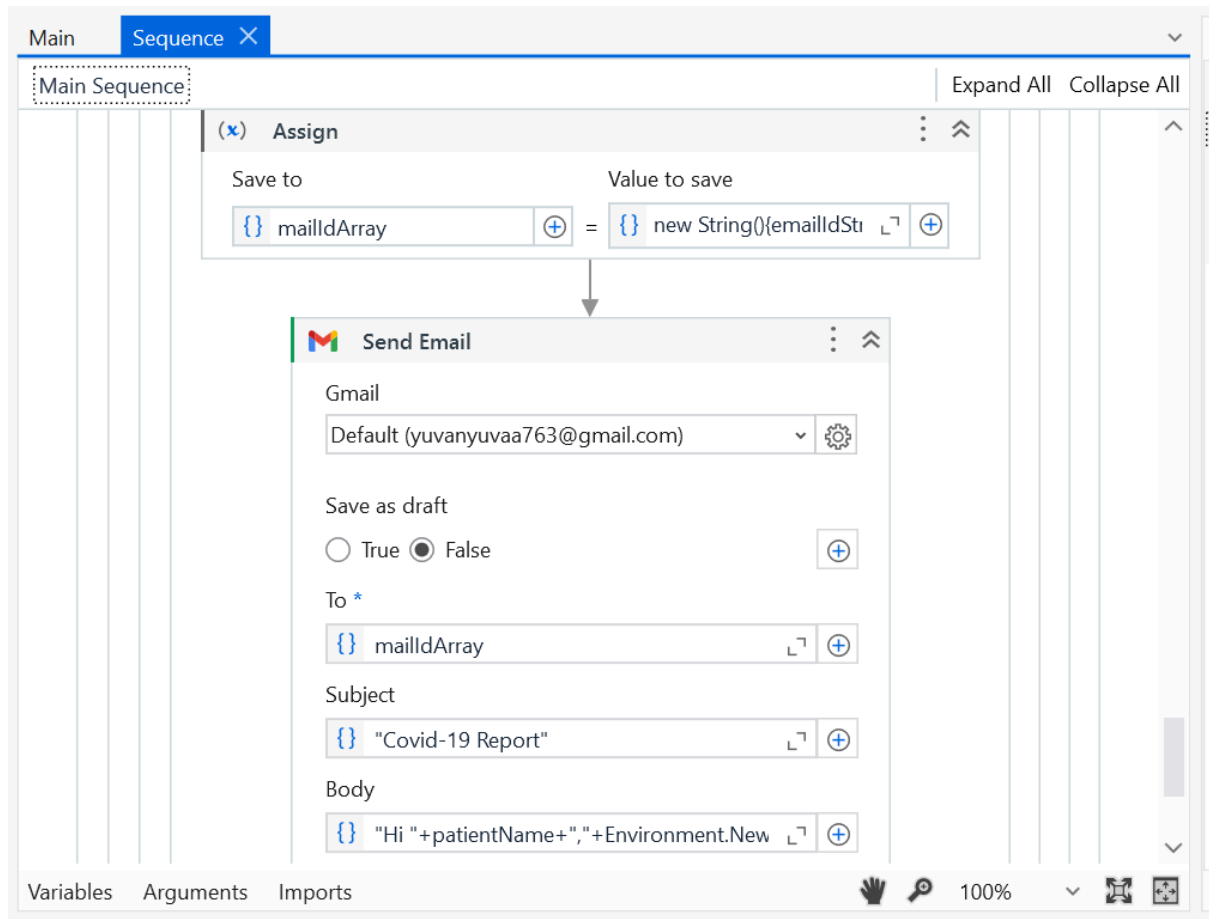 Main Sequence
Main Sequence Expand All Collapse All
(x) Assign
Save to Value to save
{} mailIdArray = {} new String(){emailIdStr
Send Email
Gmail
Default (yuvanyuvaa763@gmail.com)
Save as draft
True False
To *
{} mailIdArray
Subject
{} "Covid-19 Report"
Body
{} "Hi "+patientName+","+Environment.New
Variables Arguments Imports 100%